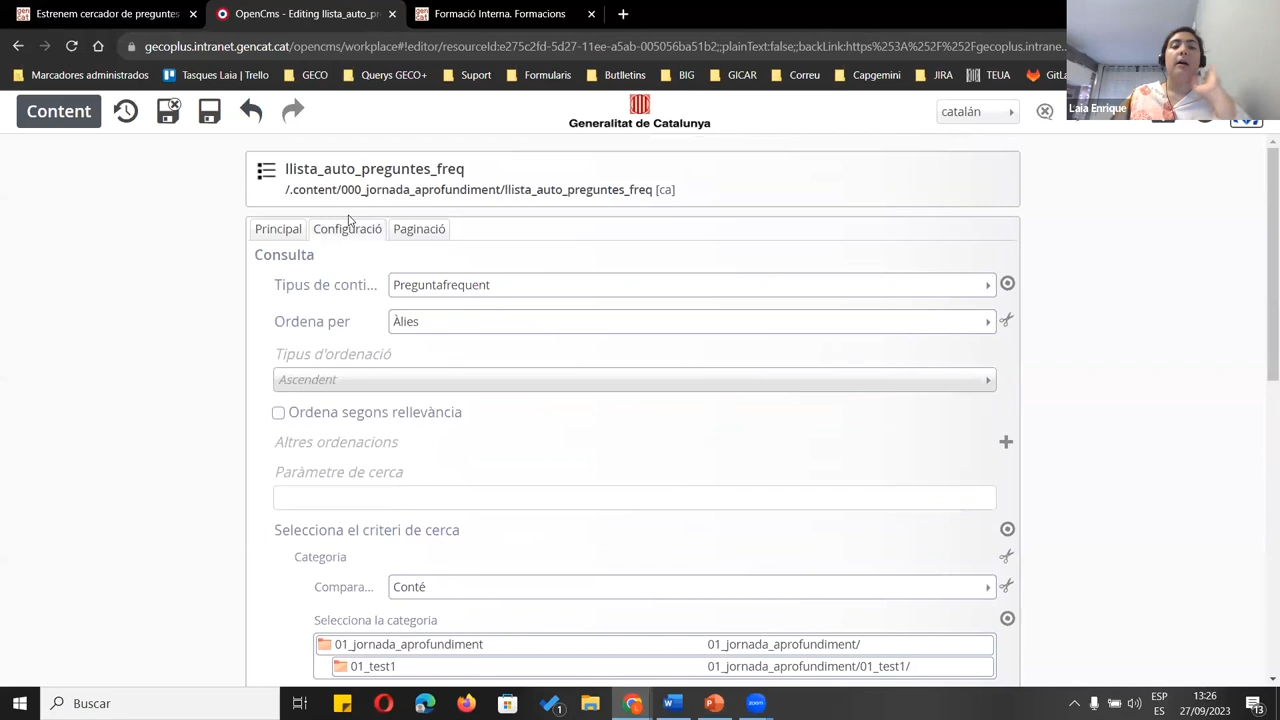 Estrenem cercador de preguntes
OpenCms - Editing llista_auto_pr
Formació Interna. Formacions
gecoplus.intranet.gencat.cat/opencms/workplace#!editor/resourceId:e275c2fd-5d27-11ee-a5ab-005056ba51b2;;plainText:false;;backLink:https%253A%252F%252Fgecoplus.intrane...
Marcadores administrados
Tasques Laia | Trello
GECO
Querys GECO+
Suport
Formularis
Butlletins
BIG
GICAR
Correu
Capgemini
JIRA
TEUA
GitLa
Laia Enrique
Content
Generalitat de Catalunya
catalán
llista_auto_preguntes_freq
/.content/000_jornada_aprofundiment/llista_auto_preguntes_freq [ca]
Principal
Configuració
Paginació
Consulta
Tipus de conti...
Preguntafrequent
Ordena per
Àlies
Tipus d'ordenació
Ascendent
Ordena segons rellevància
Altres ordenacions
Paràmetre de cerca
Selecciona el criteri de cerca
Categoria
Compara...
Conté
Selecciona la categoria
01_jornada_aprofundiment 01_jornada_aprofundiment/
01_test1 01_jornada_aprofundiment/01_test1/
Buscar
1
zoom
ESP
ES
13:26
27/09/2023
13